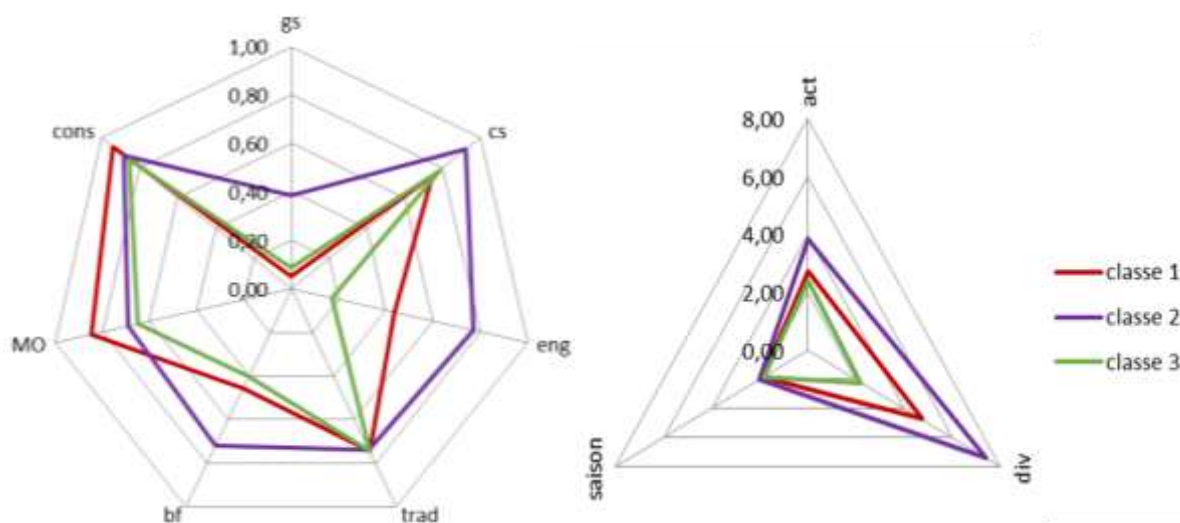 gs
1,00
0,80
0,60
0,40
0,20
0,00
cons
cs
MO
eng
bf
trad
act
8,00
6,00
4,00
2,00
0,00
saison
div
classe 1
classe 2
classe 3